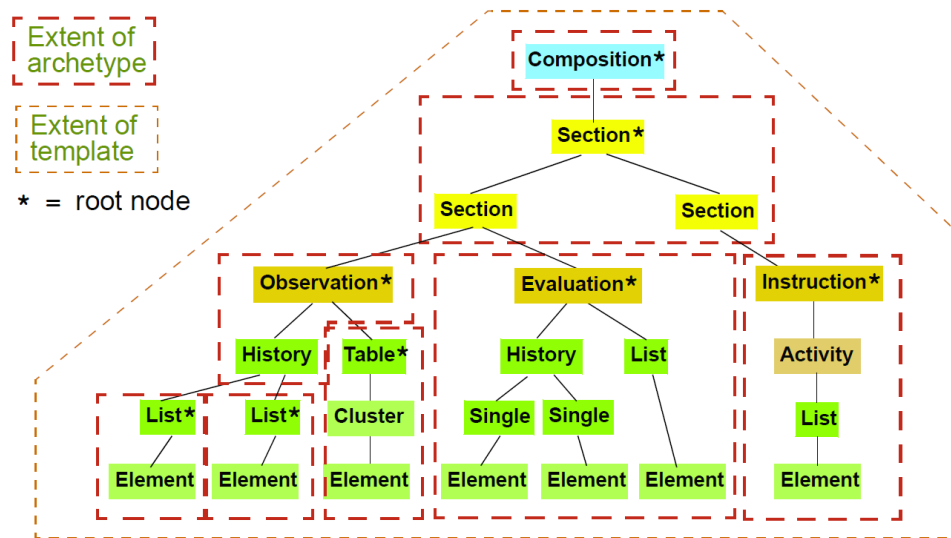 Extent of
archetype
Extent of
template
* = root node
Composition*
Section*
Section
Section
Observation*
Evaluation*
Instruction*
History
Table*
History
List
Activity
List*
List*
Cluster
Single
Single
List
Element
Element
Element
Element
Element
Element
Element